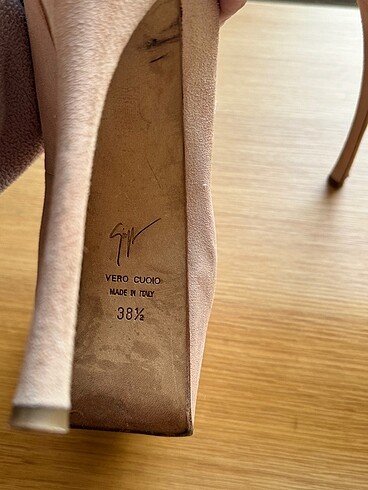 VERO CUOIO
MADE IN ITALY
38½